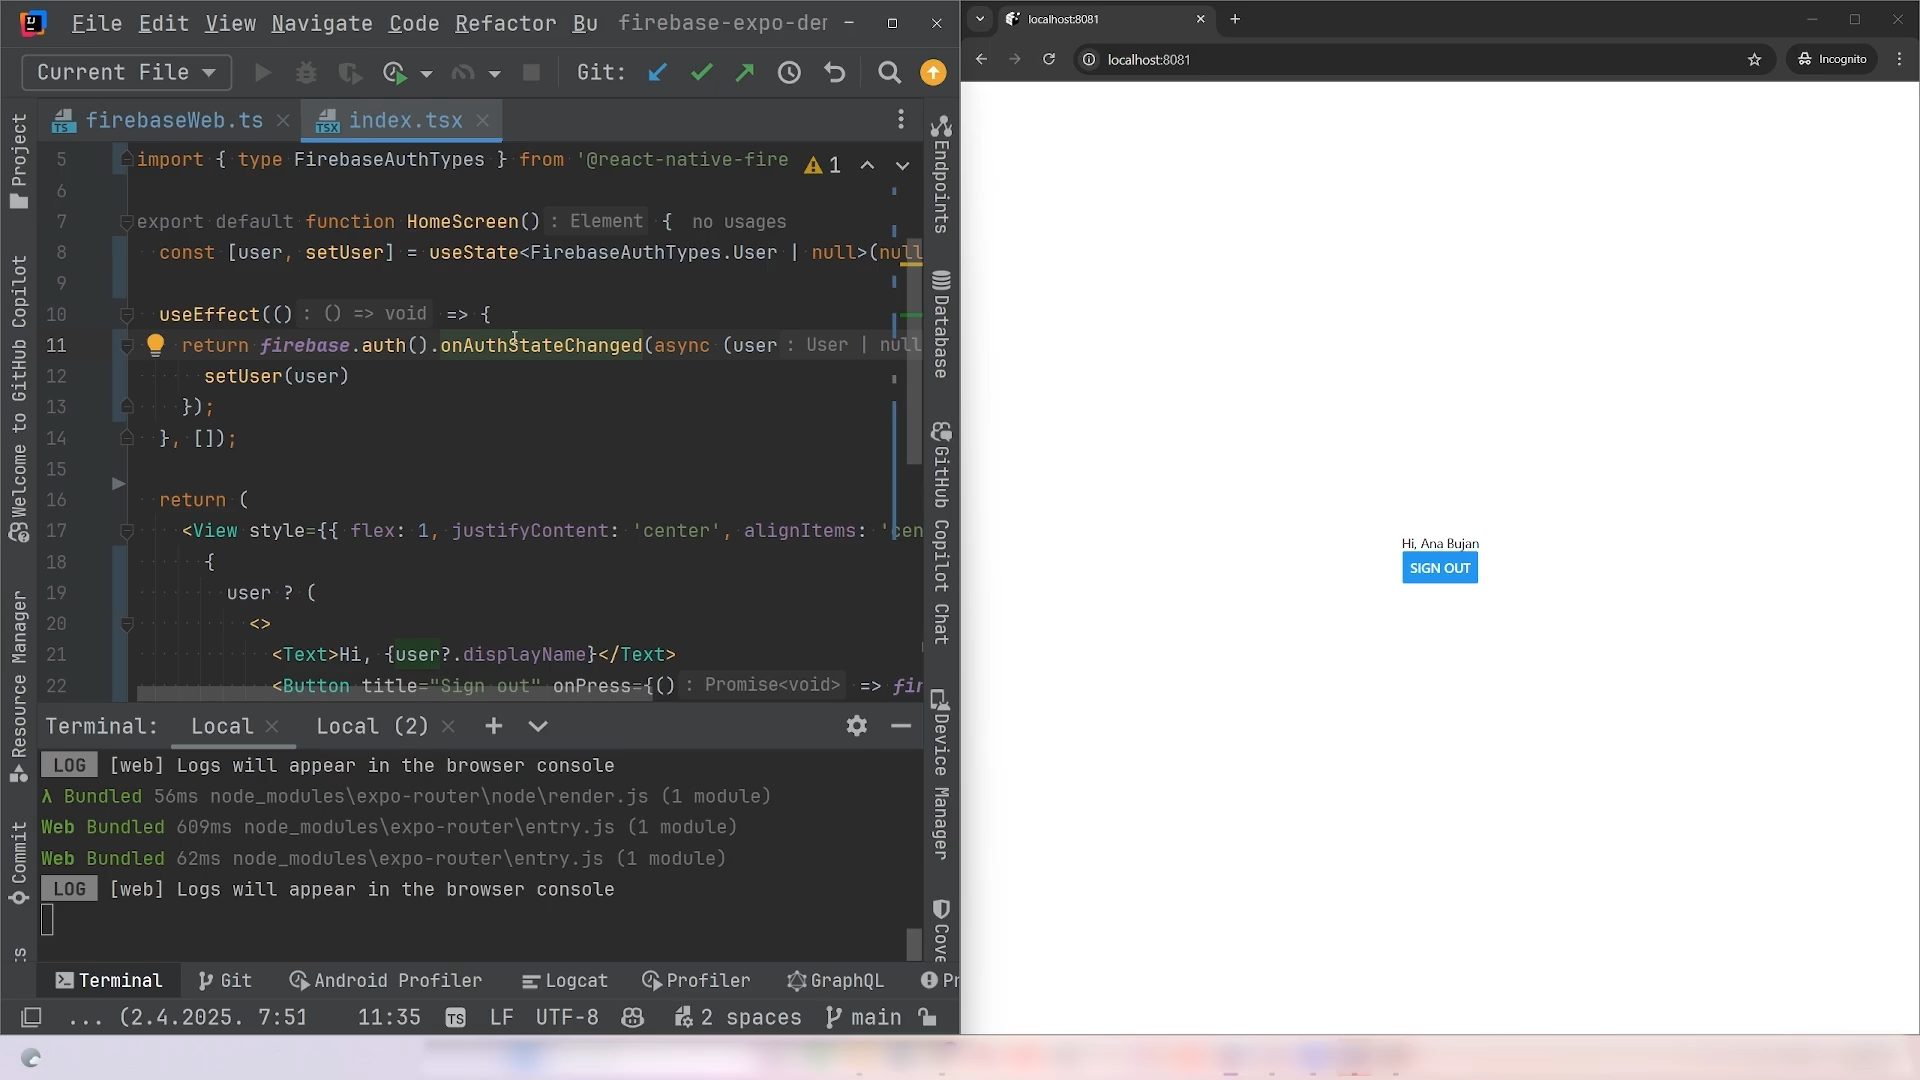 File Edit View Navigate Code Refactor Bu firebase-expo-der
Current File Git:
firebaseWeb.ts index.tsx
5 import { type FirebaseAuthTypes } from '@react-native-fire 1
6
7 export default function HomeScreen() : Element { no usages
8 const [user, setUser] = useState<FirebaseAuthTypes.User | null>(null
9
10 useEffect(() : () => void => {
11 return firebase.auth().onAuthStateChanged(async (user : User | null
12 setUser(user)
13 });
14 }, []);
15
16 return (
17 <View style={{ flex: 1, justifyContent: 'center', alignItems: 'cen
18 {
19 user ? (
20 <>
21 <Text>Hi, {user?.displayName}</Text>
22 <Button title="Sign out" onPress={() : Promise<void> => fir
Terminal: Local Local (2)
LOG [web] Logs will appear in the browser console
λ Bundled 56ms node_modules\expo-router\node\render.js (1 module)
Web Bundled 609ms node_modules\expo-router\entry.js (1 module)
Web Bundled 62ms node_modules\expo-router\entry.js (1 module)
LOG [web] Logs will appear in the browser console
Terminal Git Android Profiler Logcat Profiler GraphQL Pr
... (2.4.2025. 7:51 11:35 TS LF UTF-8 2 spaces main
Project
Welcome to GitHub Copilot
Resource Manager
Commit
Endpoints
Database
GitHub Copilot Chat
Device Manager
Cove
localhost:8081
localhost:8081 Incognito
Hi, Ana Bujan
SIGN OUT